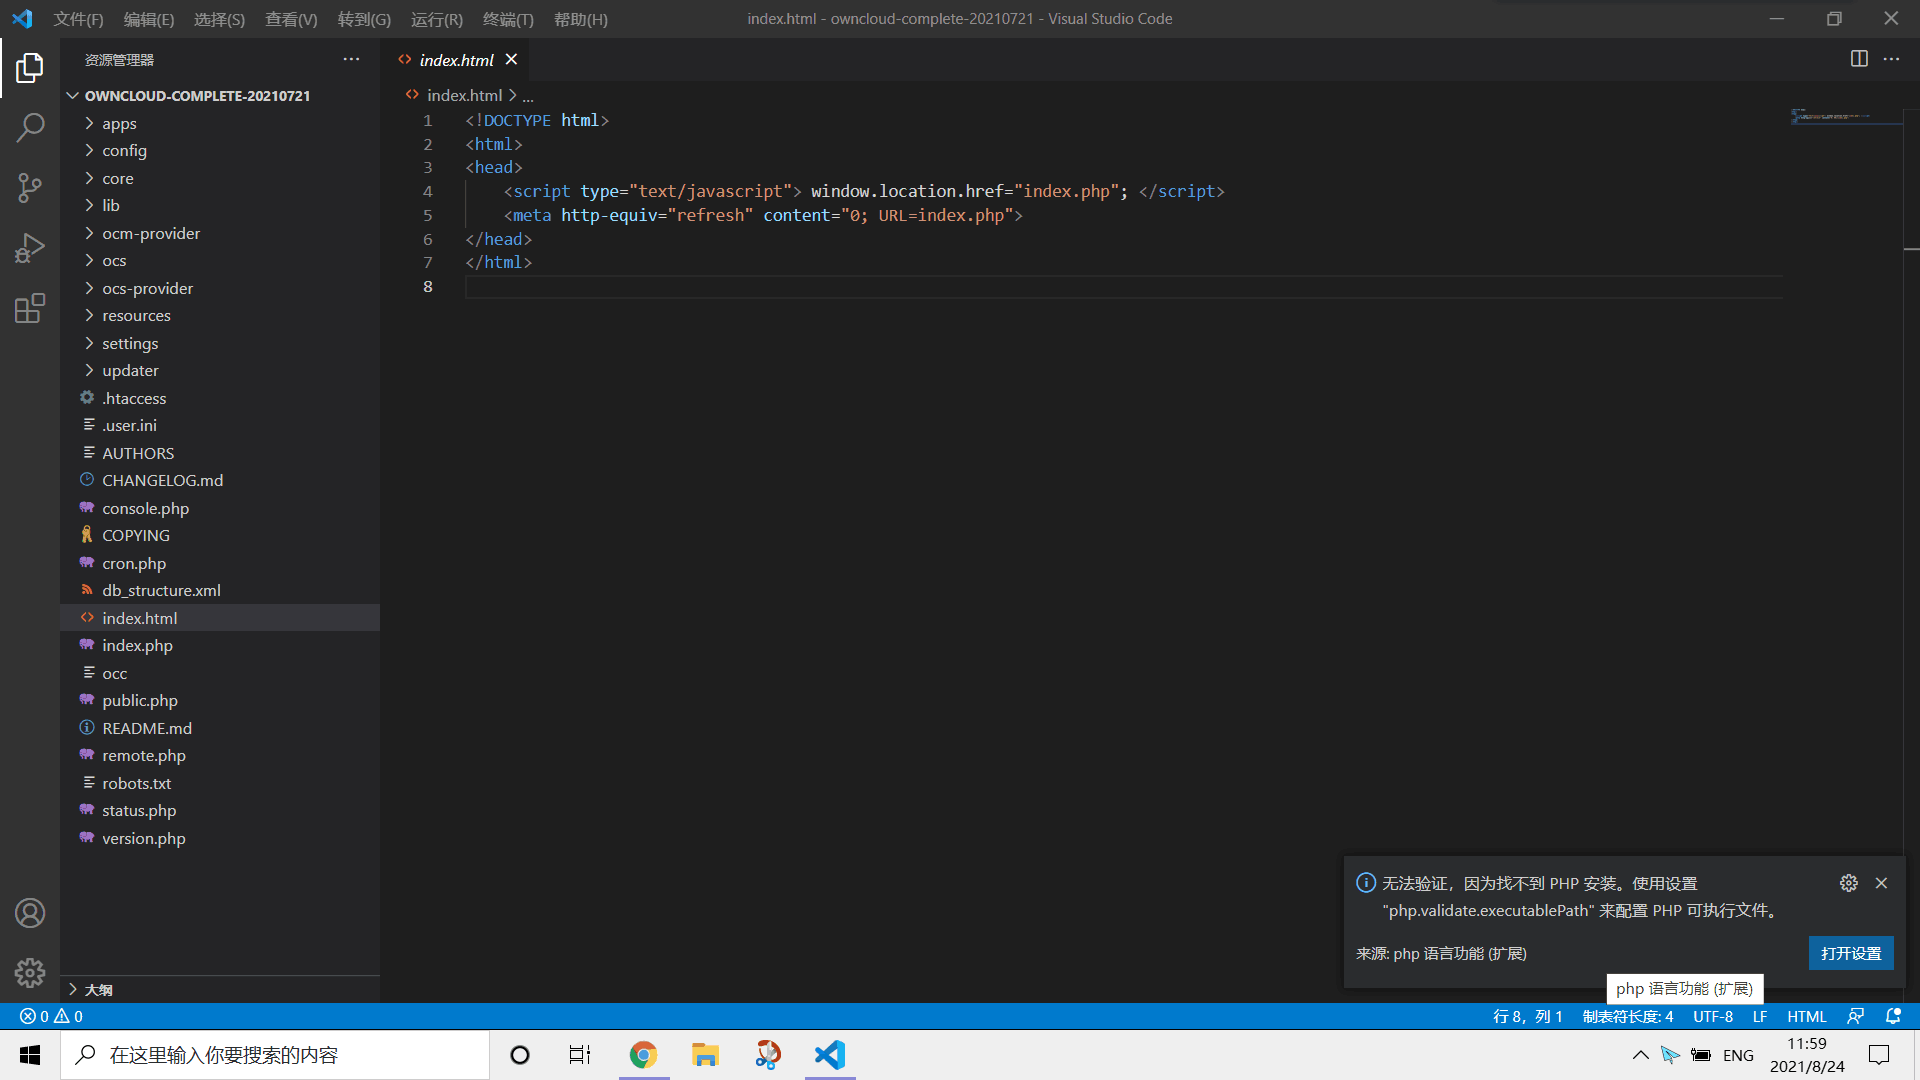 文件(F) 编辑(E) 选择(S) 查看(V) 转到(G) 运行(R) 终端(T) 帮助(H) index.html - owncloud-complete-20210721 - Visual Studio Code
资源管理器
index.html
OWNCLOUD-COMPLETE-20210721
apps
config
core
lib
ocm-provider
ocs
ocs-provider
resources
settings
updater
.htaccess
.user.ini
AUTHORS
CHANGELOG.md
console.php
COPYING
cron.php
db_structure.xml
index.html
index.php
occ
public.php
README.md
remote.php
robots.txt
status.php
version.php
大纲
index.html > ...
1 <!DOCTYPE html>
2 <html>
3 <head>
4 <script type="text/javascript"> window.location.href="index.php"; </script>
5 <meta http-equiv="refresh" content="0; URL=index.php">
6 </head>
7 </html>
8
无法验证，因为找不到 PHP 安装。使用设置
"php.validate.executablePath" 来配置 PHP 可执行文件。
来源: php 语言功能 (扩展)
打开设置
php 语言功能 (扩展)
0 0
行 8，列 1 制表符长度: 4 UTF-8 LF HTML
在这里输入你要搜索的内容
ENG
11:59
2021/8/24